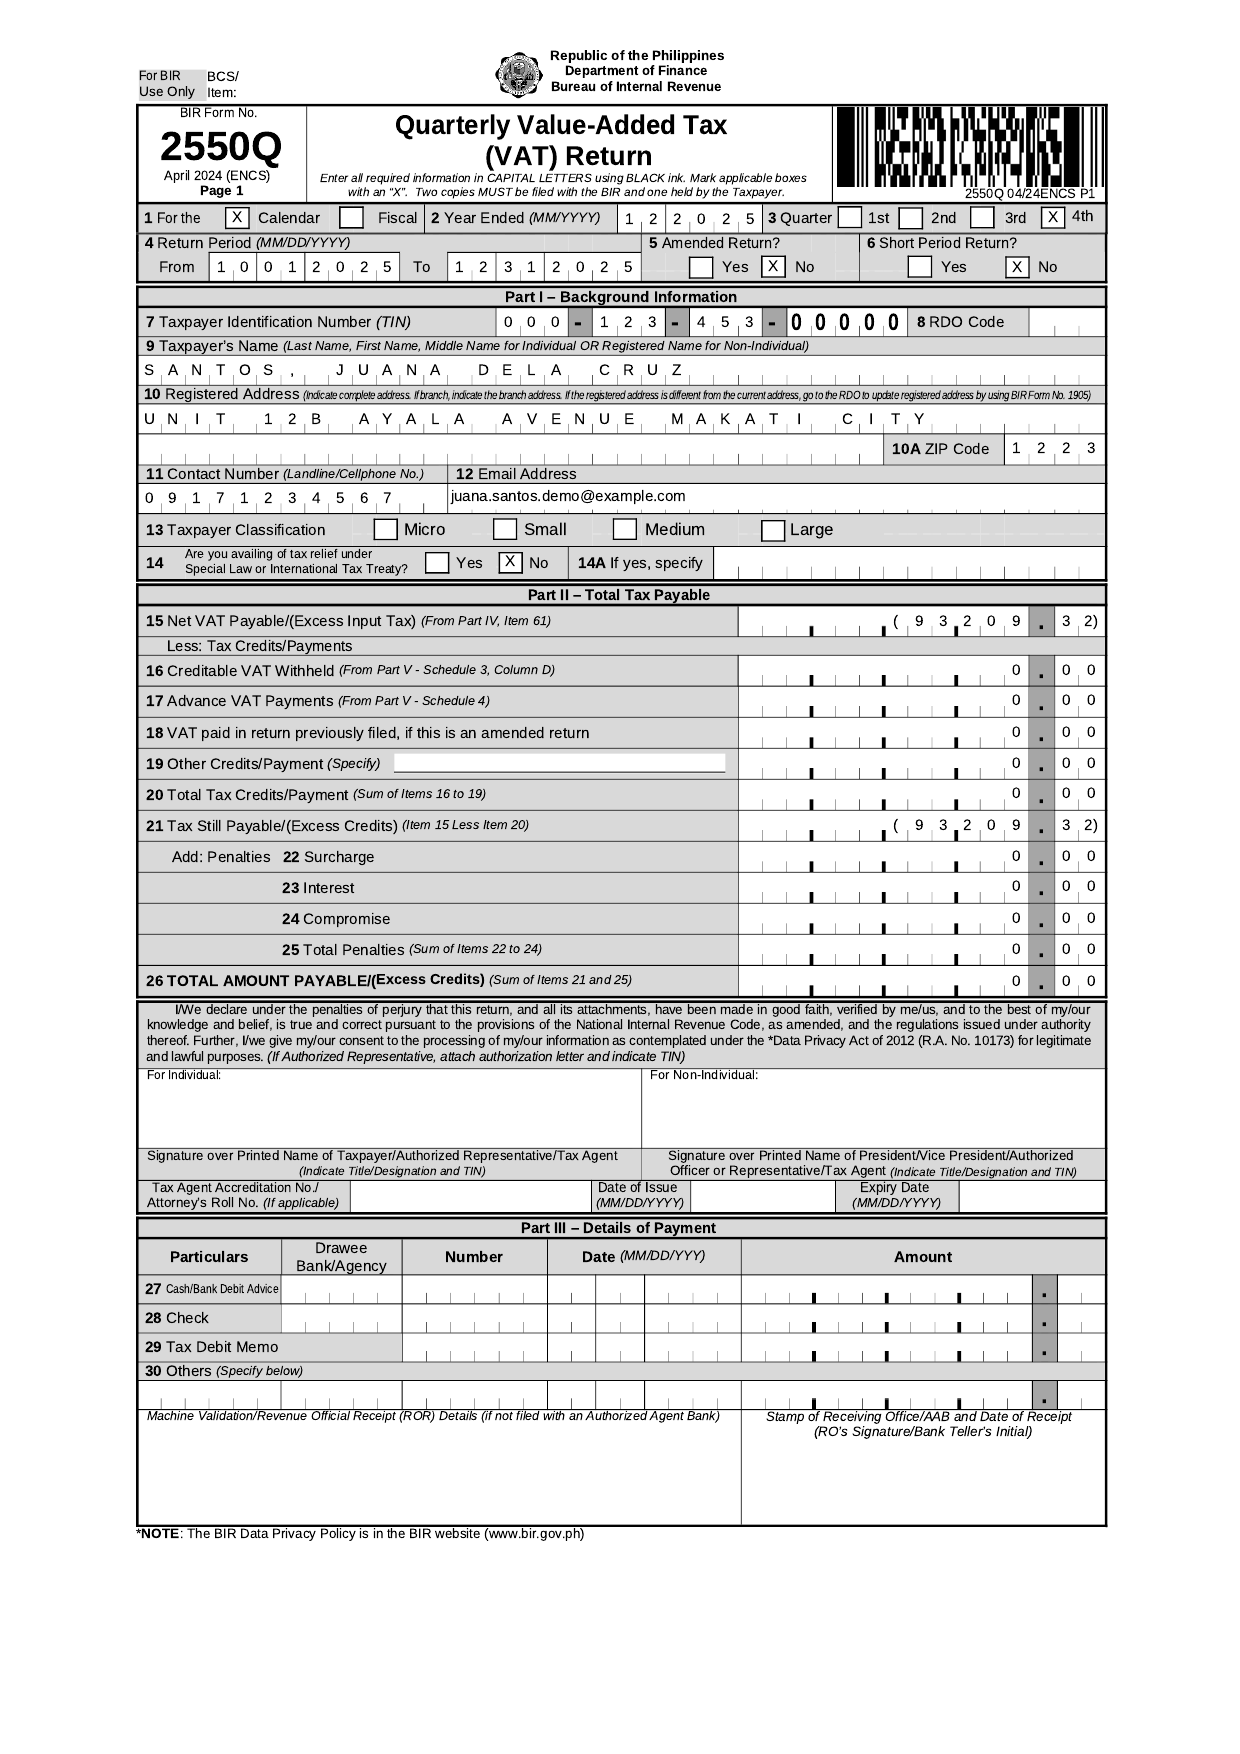 Republic of the Philippines
Department of Finance
Bureau of Internal Revenue
For BIR Use Only
BCS/ Item:
BIR Form No.
2550Q
April 2024 (ENCS)
Page 1
Quarterly Value-Added Tax
(VAT) Return
Enter all required information in CAPITAL LETTERS using BLACK ink. Mark applicable boxes
with an "X". Two copies MUST be filed with the BIR and one held by the Taxpayer.
2550Q 04/24ENCS P1
1 For the X Calendar Fiscal 2 Year Ended (MM/YYYY) 1 2 2 0 2 5 3 Quarter 1st 2nd 3rd X 4th
4 Return Period (MM/DD/YYYY) 5 Amended Return? 6 Short Period Return?
From 1 0 0 1 2 0 2 5 To 1 2 3 1 2 0 2 5 Yes X No Yes X No
Part I – Background Information
7 Taxpayer Identification Number (TIN) 0 0 0 - 1 2 3 - 4 5 3 - 0 0 0 0 0 8 RDO Code
9 Taxpayer's Name (Last Name, First Name, Middle Name for Individual OR Registered Name for Non-Individual)
SANTOS, JUANA DELA CRUZ
10 Registered Address (Indicate complete address. If branch, indicate the branch address. If the registered address is different from the current address, go to the RDO to update registered address by using BIR Form No. 1905)
UNIT 12B AYALA AVENUE MAKATI CITY
10A ZIP Code 1 2 2 3
11 Contact Number (Landline/Cellphone No.) 12 Email Address
0 9 1 7 1 2 3 4 5 6 7 juana.santos.demo@example.com
13 Taxpayer Classification Micro Small Medium Large
14 Are you availing of tax relief under
Special Law or International Tax Treaty? Yes X No 14A If yes, specify
Part II – Total Tax Payable
15 Net VAT Payable/(Excess Input Tax) (From Part IV, Item 61) ( 9 3 2 0 9 . 3 2)
Less: Tax Credits/Payments
16 Creditable VAT Withheld (From Part V - Schedule 3, Column D) 0 . 0 0
17 Advance VAT Payments (From Part V - Schedule 4) 0 . 0 0
18 VAT paid in return previously filed, if this is an amended return 0 . 0 0
19 Other Credits/Payment (Specify) 0 . 0 0
20 Total Tax Credits/Payment (Sum of Items 16 to 19) 0 . 0 0
21 Tax Still Payable/(Excess Credits) (Item 15 Less Item 20) ( 9 3 2 0 9 . 3 2)
Add: Penalties 22 Surcharge 0 . 0 0
23 Interest 0 . 0 0
24 Compromise 0 . 0 0
25 Total Penalties (Sum of Items 22 to 24) 0 . 0 0
26 TOTAL AMOUNT PAYABLE/(Excess Credits) (Sum of Items 21 and 25) 0 . 0 0
I/We declare under the penalties of perjury that this return, and all its attachments, have been made in good faith, verified by me/us, and to the best of my/our
knowledge and belief, is true and correct pursuant to the provisions of the National Internal Revenue Code, as amended, and the regulations issued under authority
thereof. Further, I/we give my/our consent to the processing of my/our information as contemplated under the *Data Privacy Act of 2012 (R.A. No. 10173) for legitimate
and lawful purposes. (If Authorized Representative, attach authorization letter and indicate TIN)
For Individual: For Non-Individual:
Signature over Printed Name of Taxpayer/Authorized Representative/Tax Agent
(Indicate Title/Designation and TIN)
Signature over Printed Name of President/Vice President/Authorized
Officer or Representative/Tax Agent (Indicate Title/Designation and TIN)
Tax Agent Accreditation No./
Attorney's Roll No. (If applicable)
Date of Issue
(MM/DD/YYYY)
Expiry Date
(MM/DD/YYYY)
Part III – Details of Payment
Particulars Drawee Bank/Agency Number Date (MM/DD/YYY) Amount
27 Cash/Bank Debit Advice .
28 Check .
29 Tax Debit Memo .
30 Others (Specify below)
.
Machine Validation/Revenue Official Receipt (ROR) Details (if not filed with an Authorized Agent Bank)
Stamp of Receiving Office/AAB and Date of Receipt
(RO's Signature/Bank Teller's Initial)
*NOTE: The BIR Data Privacy Policy is in the BIR website (www.bir.gov.ph)